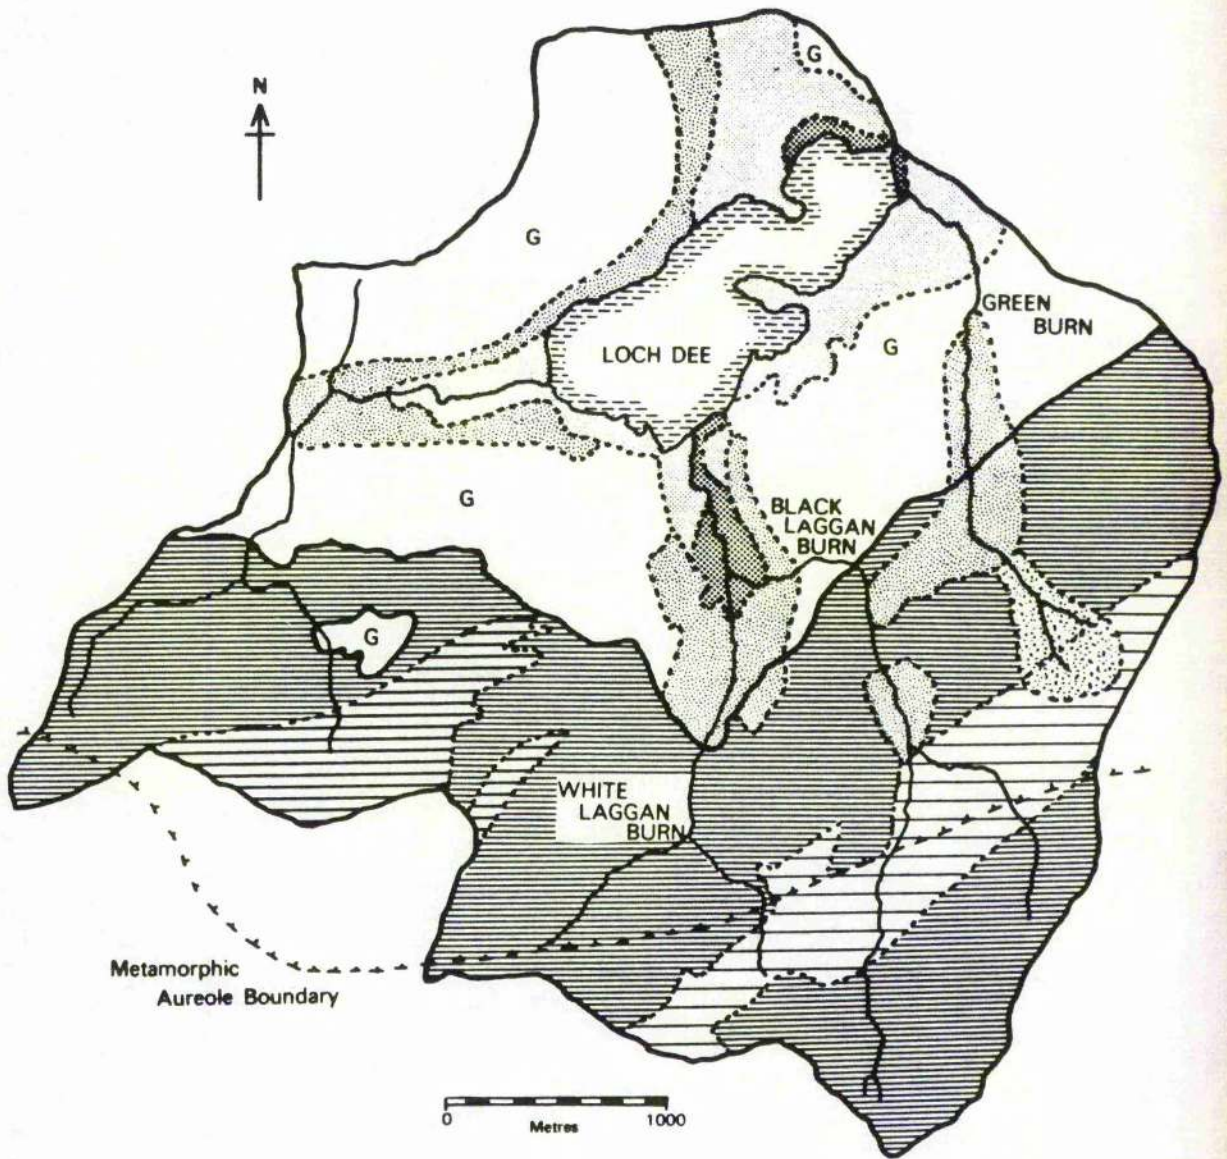 G
N
G
GREEN
BURN
LOCH DEE
G
G
BLACK
LAGGAN
BURN
G
WHITE
LAGGAN
BURN
Metamorphic
Aureole Boundary
0
1000
Metres